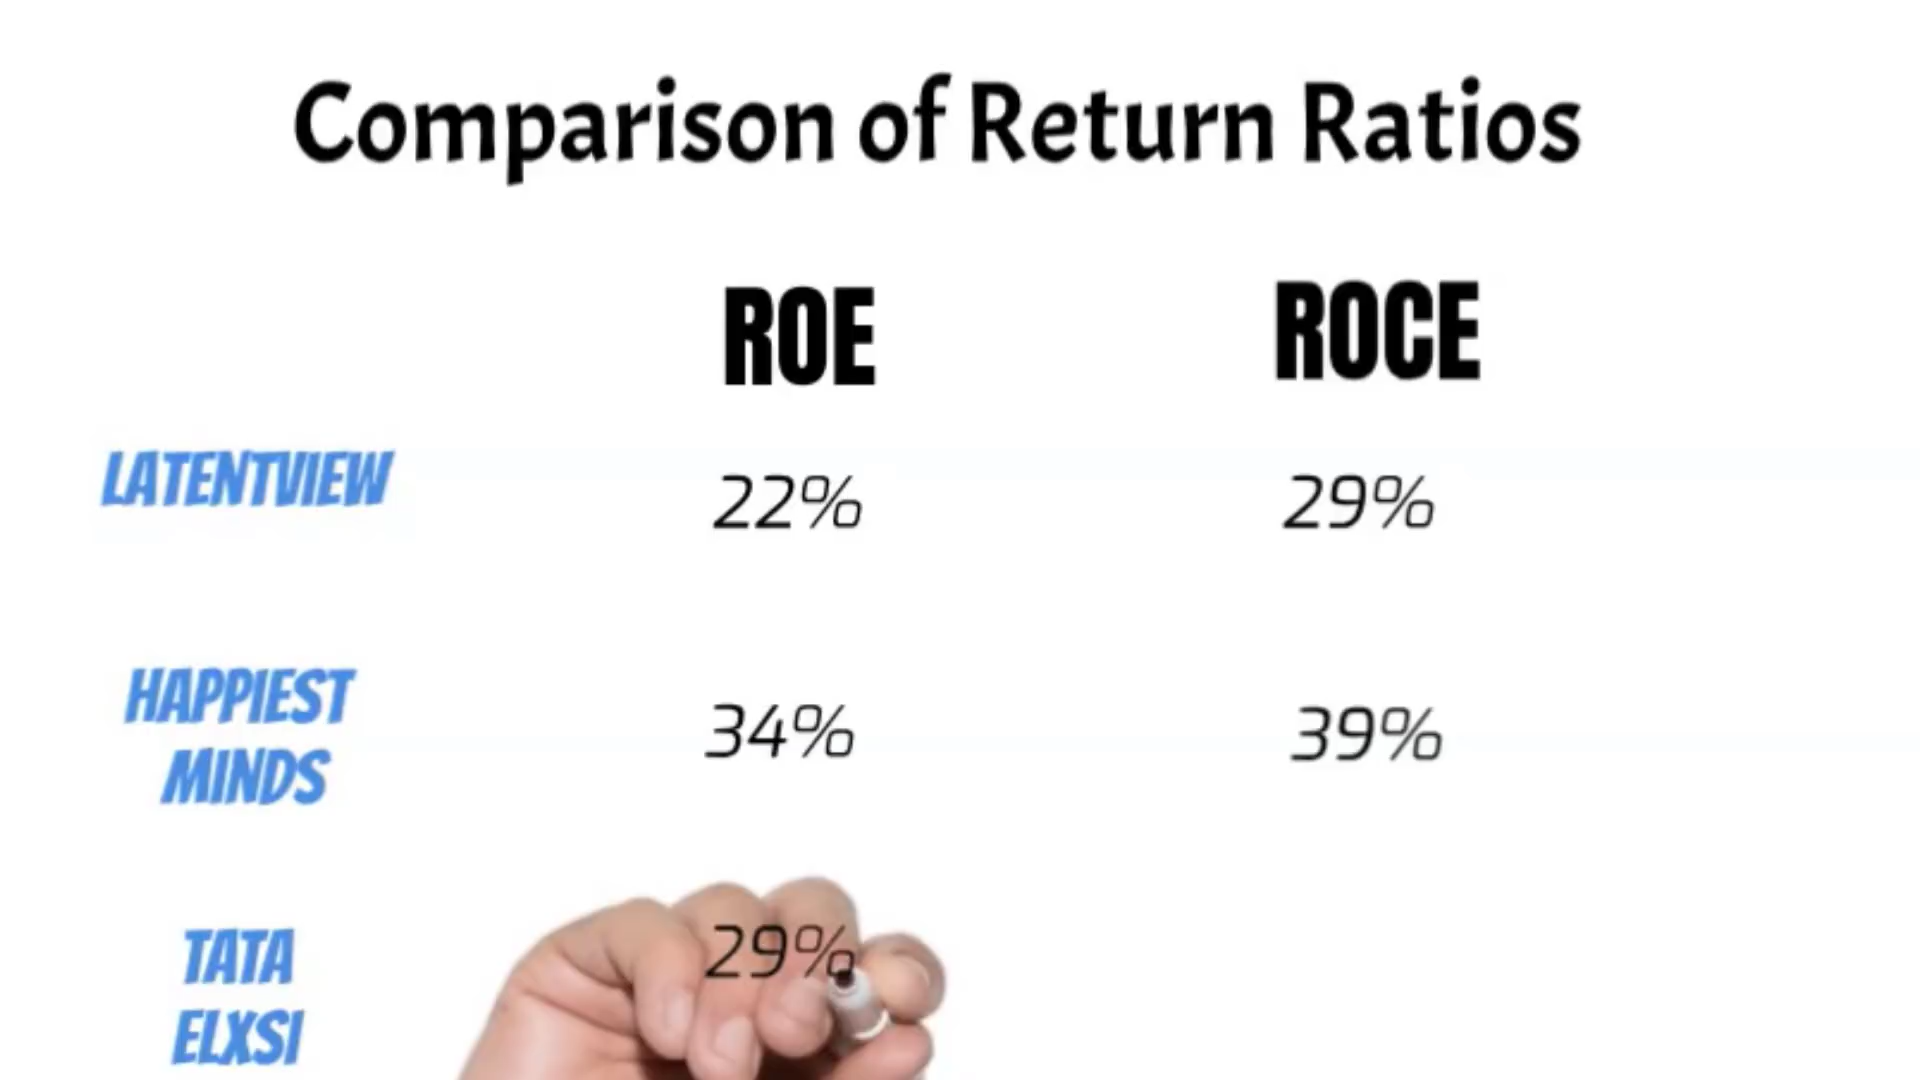 Comparison of Return Ratios
ROE ROCE
LATENTVIEW 22% 29%
HAPPIEST
MINDS 34% 39%
TATA
ELXSI 29%